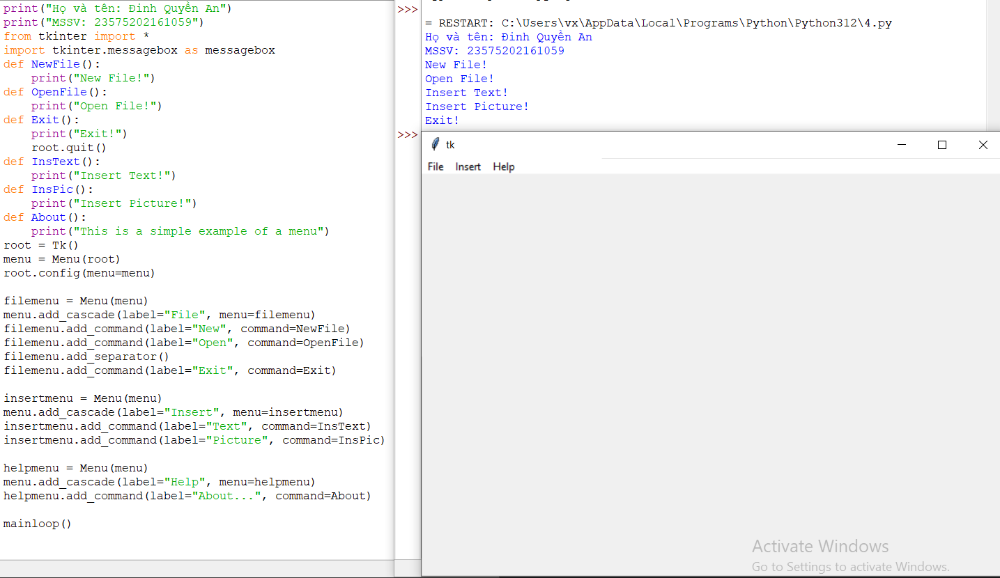 print("Họ và tên: Đinh Quyền An")
print("MSSV: 23575202161059")
from tkinter import *
import tkinter.messagebox as messagebox
def NewFile():
    print("New File!")
def OpenFile():
    print("Open File!")
def Exit():
    print("Exit!")
    root.quit()
def InsText():
    print("Insert Text!")
def InsPic():
    print("Insert Picture!")
def About():
    print("This is a simple example of a menu")
root = Tk()
menu = Menu(root)
root.config(menu=menu)

filemenu = Menu(menu)
menu.add_cascade(label="File", menu=filemenu)
filemenu.add_command(label="New", command=NewFile)
filemenu.add_command(label="Open", command=OpenFile)
filemenu.add_separator()
filemenu.add_command(label="Exit", command=Exit)

insertmenu = Menu(menu)
menu.add_cascade(label="Insert", menu=insertmenu)
insertmenu.add_command(label="Text", command=InsText)
insertmenu.add_command(label="Picture", command=InsPic)

helpmenu = Menu(menu)
menu.add_cascade(label="Help", menu=helpmenu)
helpmenu.add_command(label="About...", command=About)

mainloop()
>>>
= RESTART: C:\Users\vx\AppData\Local\Programs\Python\Python312\4.py
Họ và tên: Đinh Quyền An
MSSV: 23575202161059
New File!
Open File!
Insert Text!
Insert Picture!
Exit!
>>>
tk
File Insert Help
Activate Windows
Go to Settings to activate Windows.